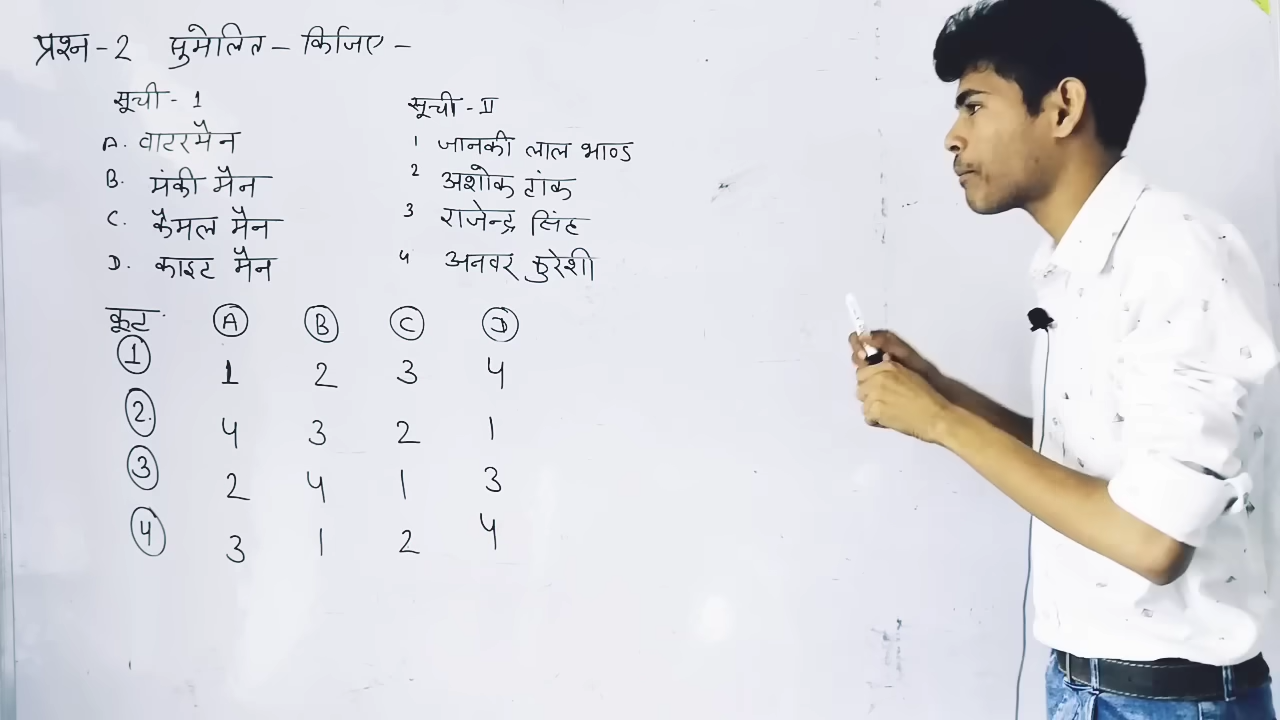 प्रश्न-2 सुमेलित - किजिए -
सूची - 1 सूची - II
A. वाटरमैन 1 जानकी लाल भाण्ड
B. मंकी मैन 2 अशोक टांक
C. कैमल मैन 3 राजेन्द्र सिंह
D. काइट मैन 4 अनवर कुरेशी
कूट A B C D
1 1 2 3 4
2. 4 3 2 1
3 2 4 1 3
4 3 1 2 4